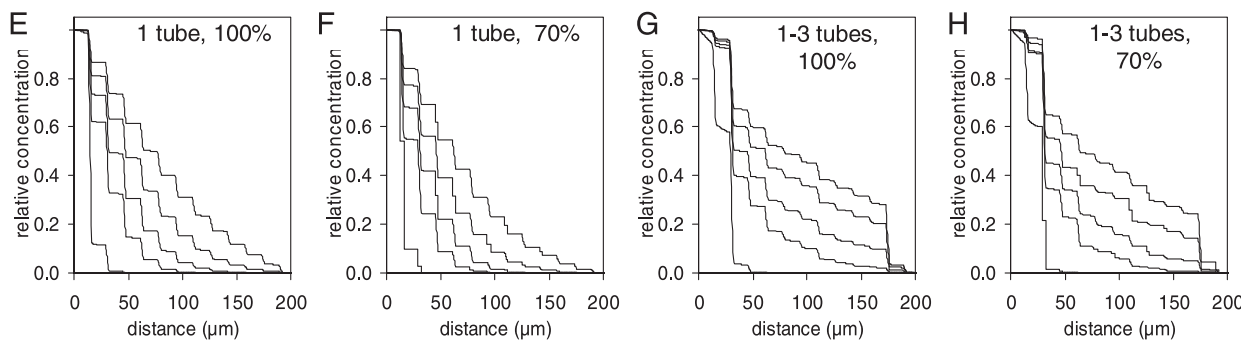 E
1 tube, 100%
relative concentration
0.8
0.6
0.4
0.2
0.0
0 50 100 150 200
distance (µm)
F
1 tube, 70%
relative concentration
0.8
0.6
0.4
0.2
0.0
0 50 100 150 200
distance (µm)
G
1-3 tubes,
100%
relative concentration
0.8
0.6
0.4
0.2
0.0
0 50 100 150 200
distance (µm)
H
1-3 tubes,
70%
relative concentration
0.8
0.6
0.4
0.2
0.0
0 50 100 150 200
distance (µm)